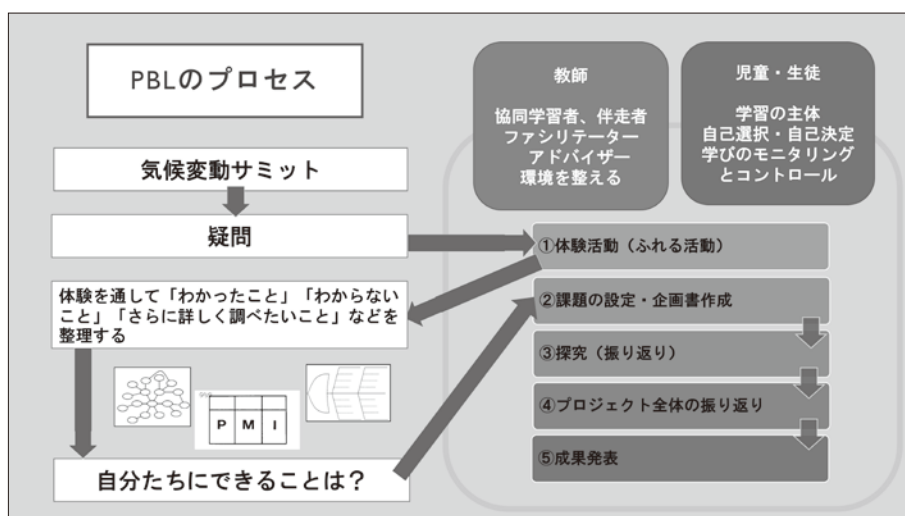 PBLのプロセス
気候変動サミット
疑問
体験を通して「わかったこと」「わからない
こと」「さらに詳しく調べたいこと」などを
整理する
P M I
自分たちにできることは？
教師
協同学習者、伴走者
ファシリテーター
アドバイザー
環境を整える
児童・生徒
学習の主体
自己選択・自己決定
学びのモニタリング
とコントロール
①体験活動（ふれる活動）
②課題の設定・企画書作成
③探究（振り返り）
④プロジェクト全体の振り返り
⑤成果発表